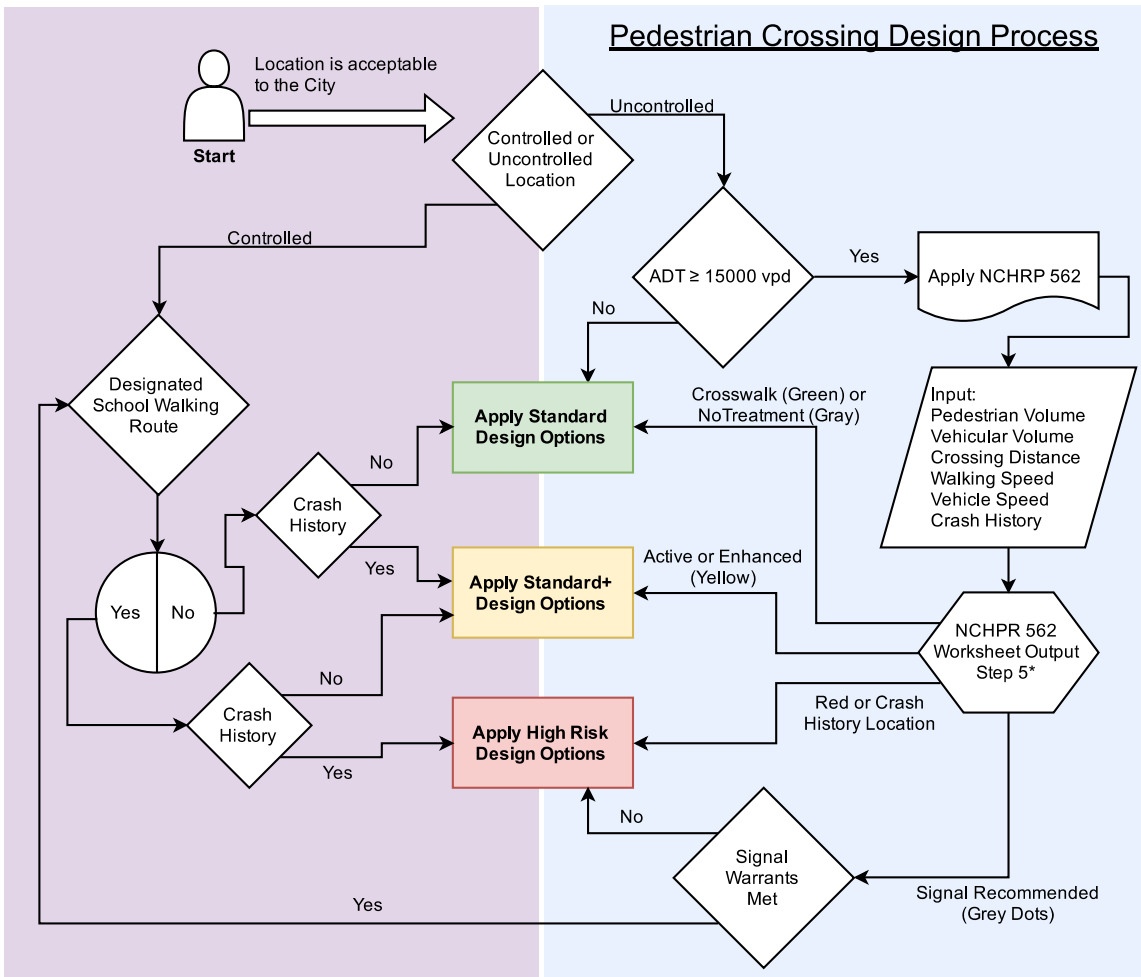 Pedestrian Crossing Design Process
Location is acceptable
to the City
Start
Controlled or
Uncontrolled
Location
Uncontrolled
Controlled
ADT ≥ 15000 vpd
Yes
Apply NCHRP 562
No
Designated
School Walking
Route
Apply Standard
Design Options
Crosswalk (Green) or
NoTreatment (Gray)
Input:
Pedestrian Volume
Vehicular Volume
Crossing Distance
Walking Speed
Vehicle Speed
Crash History
No
Crash
History
Yes
Yes
No
Apply Standard+
Design Options
Active or Enhanced
(Yellow)
NCHPR 562
Worksheet Output
Step 5*
No
Crash
History
Yes
Apply High Risk
Design Options
Red or Crash
History Location
No
Signal
Warrants
Met
Signal Recommended
(Grey Dots)
Yes